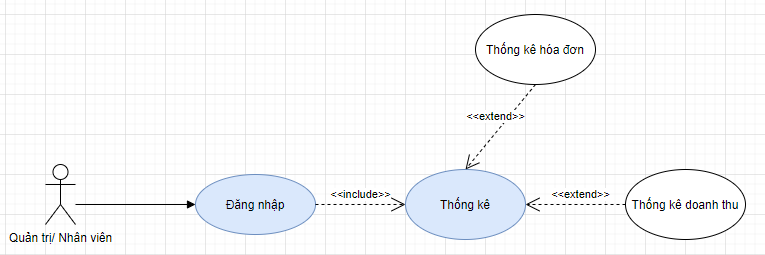 Thống kê hóa đơn
<<extend>>
Đăng nhập
<<include>>
Thống kê
<<extend>>
Thống kê doanh thu
Quản trị/ Nhân viên